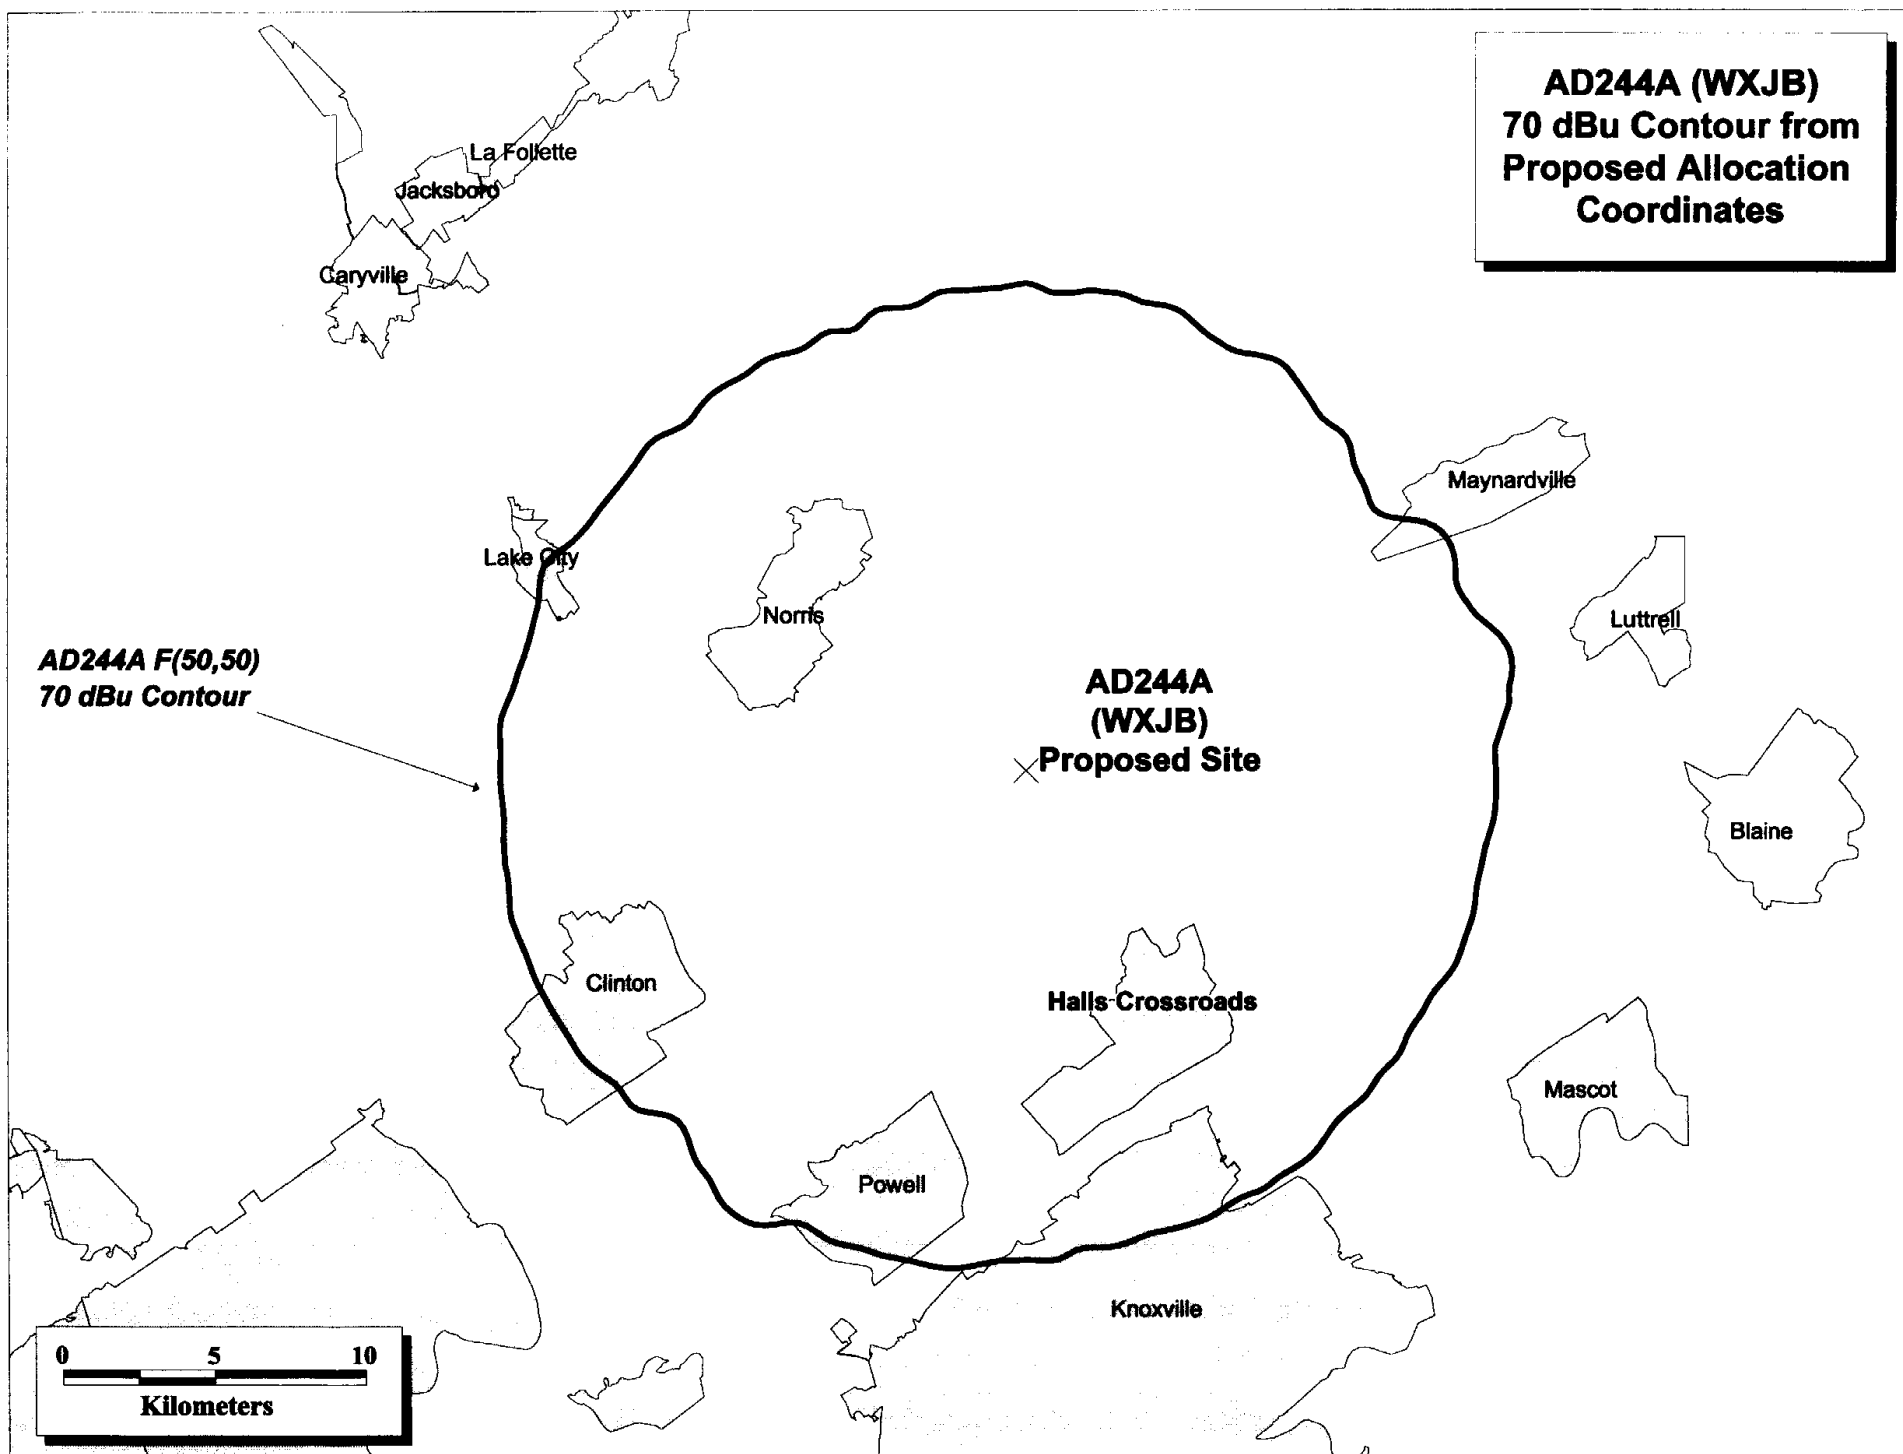 AD244A (WXJB)
70 dBu Contour from
Proposed Allocation
Coordinates
La Follette
Jacksboro
Caryville
Maynardville
Lake City
Norris
Luttrell
AD244A F(50,50)
70 dBu Contour
AD244A
(WXJB)
Proposed Site
Blaine
Clinton
Halls Crossroads
Mascot
Powell
Knoxville
0 5 10
Kilometers